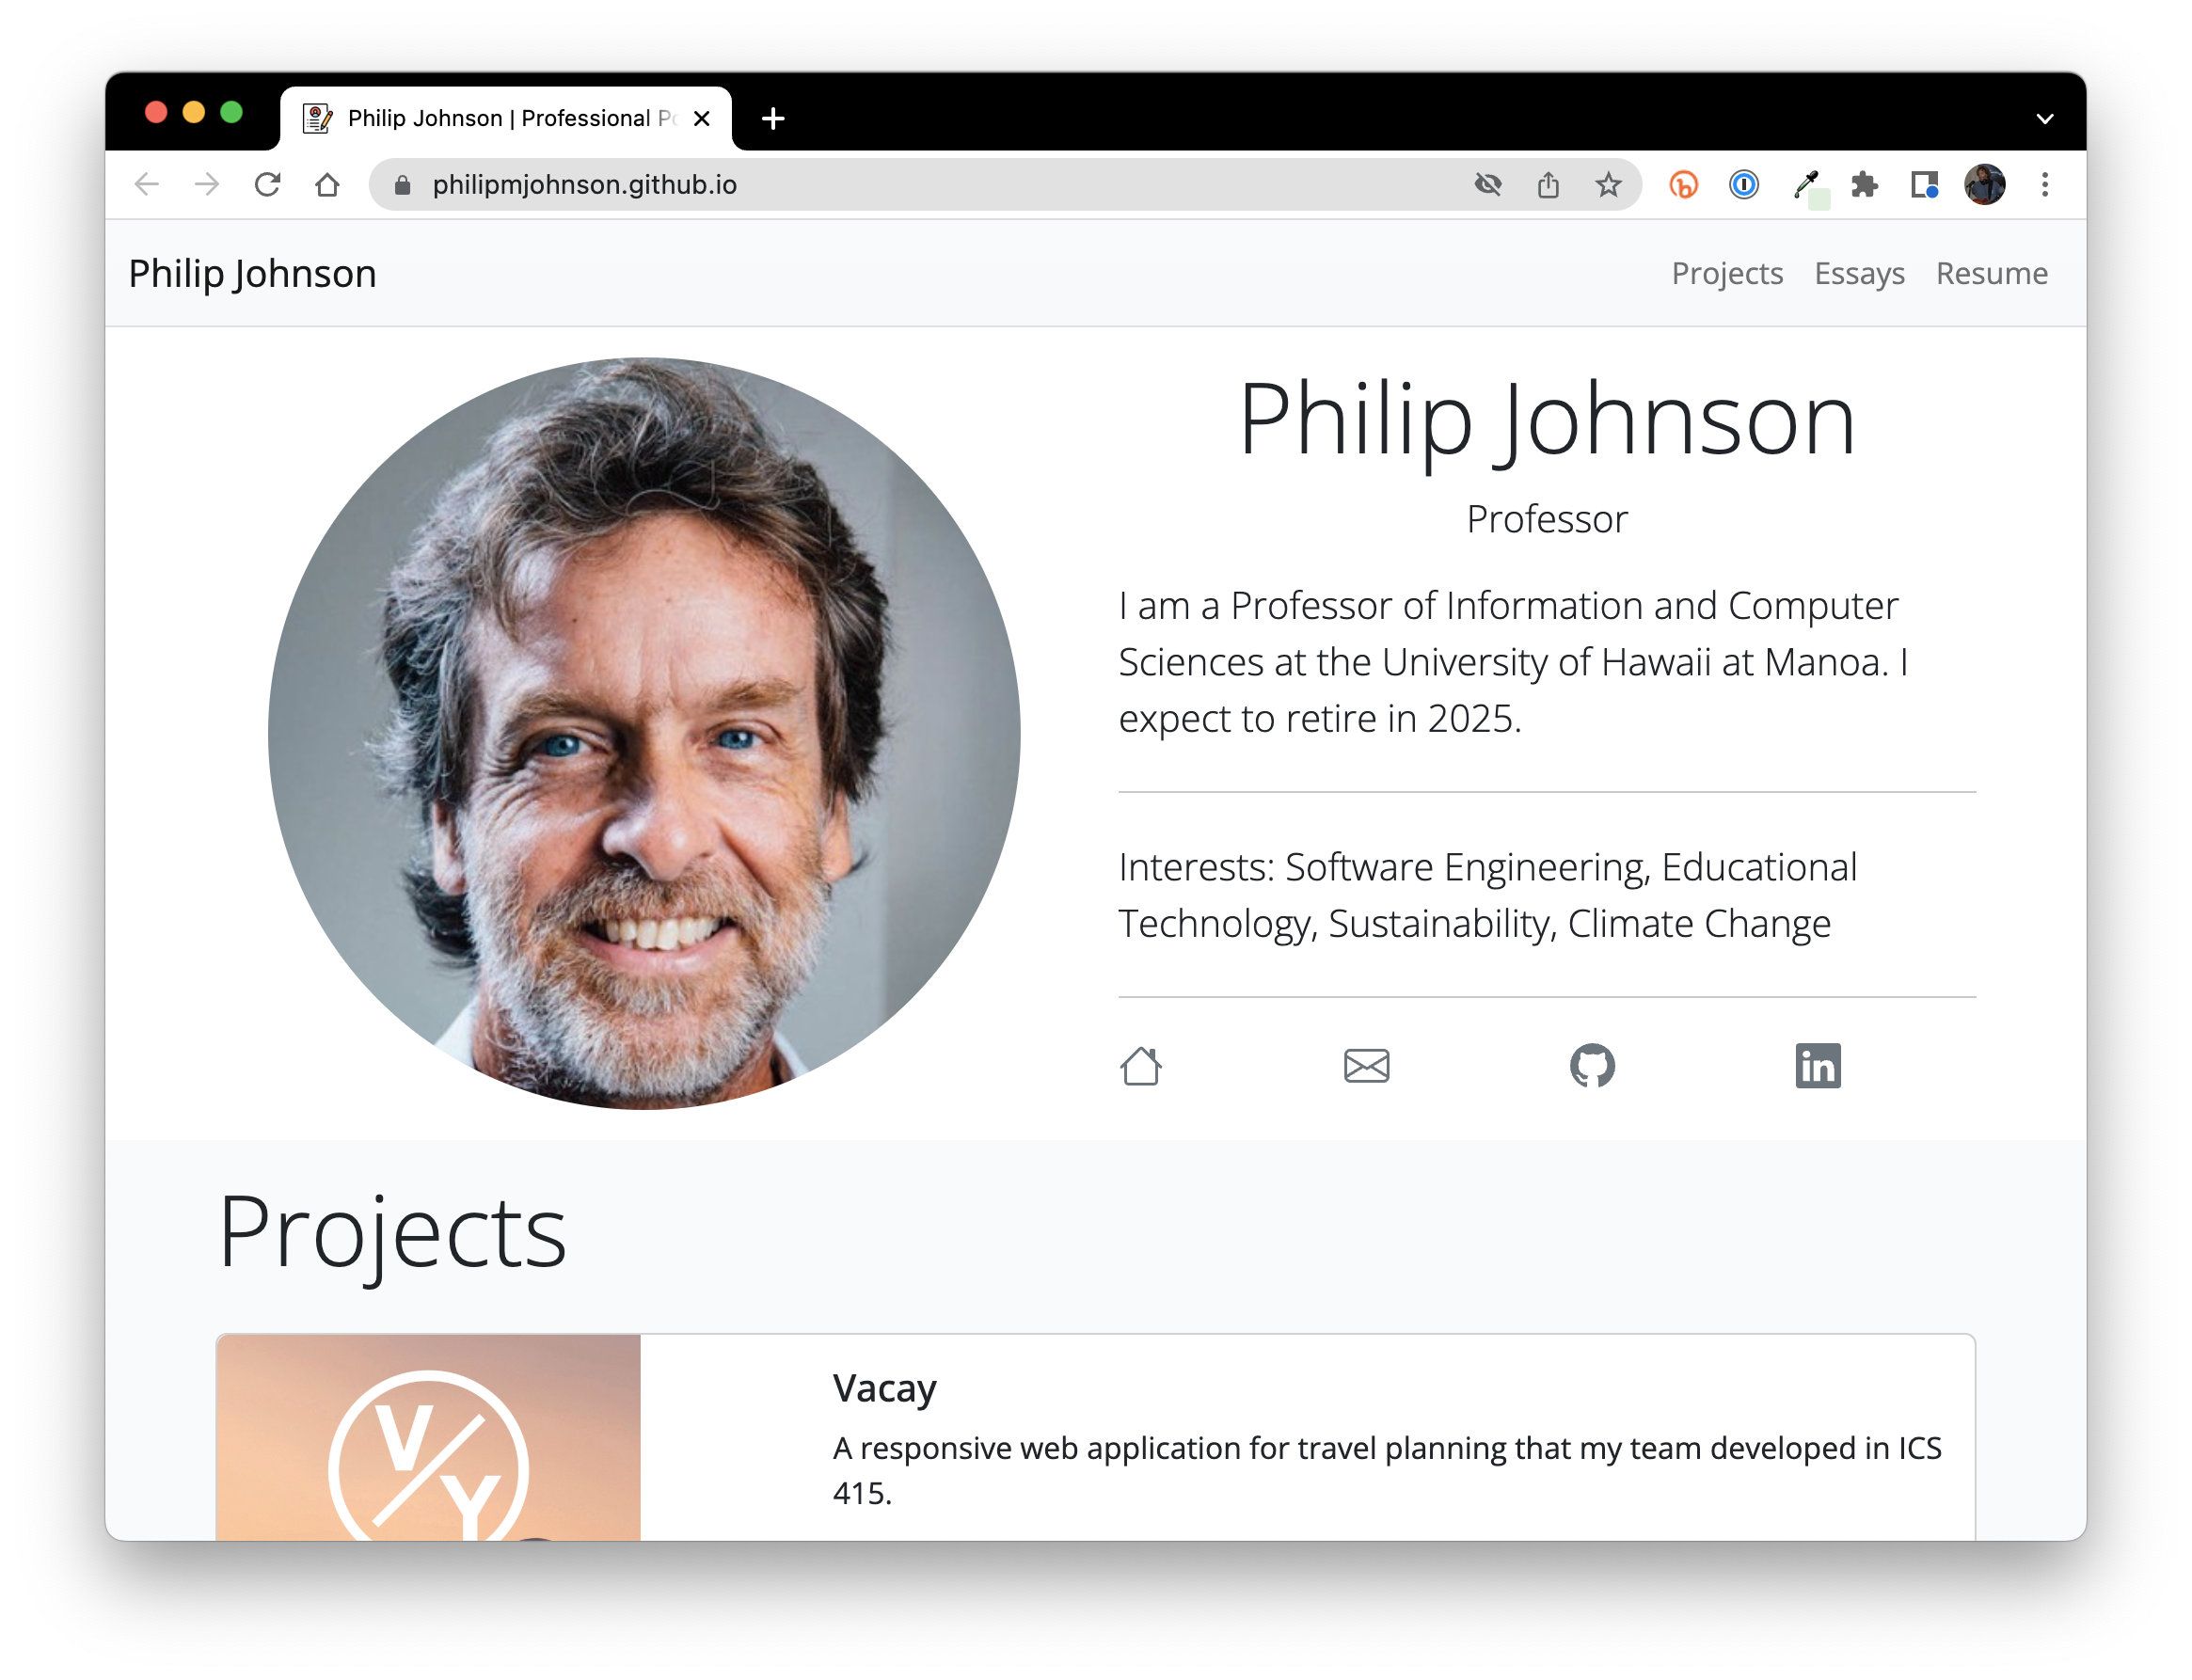 Philip Johnson | Professional
philipmjohnson.github.io
Philip Johnson
Projects Essays Resume
Philip Johnson
Professor
I am a Professor of Information and Computer
Sciences at the University of Hawaii at Manoa. I
expect to retire in 2025.
Interests: Software Engineering, Educational
Technology, Sustainability, Climate Change
in
Projects
V
Y
Vacay
A responsive web application for travel planning that my team developed in ICS
415.